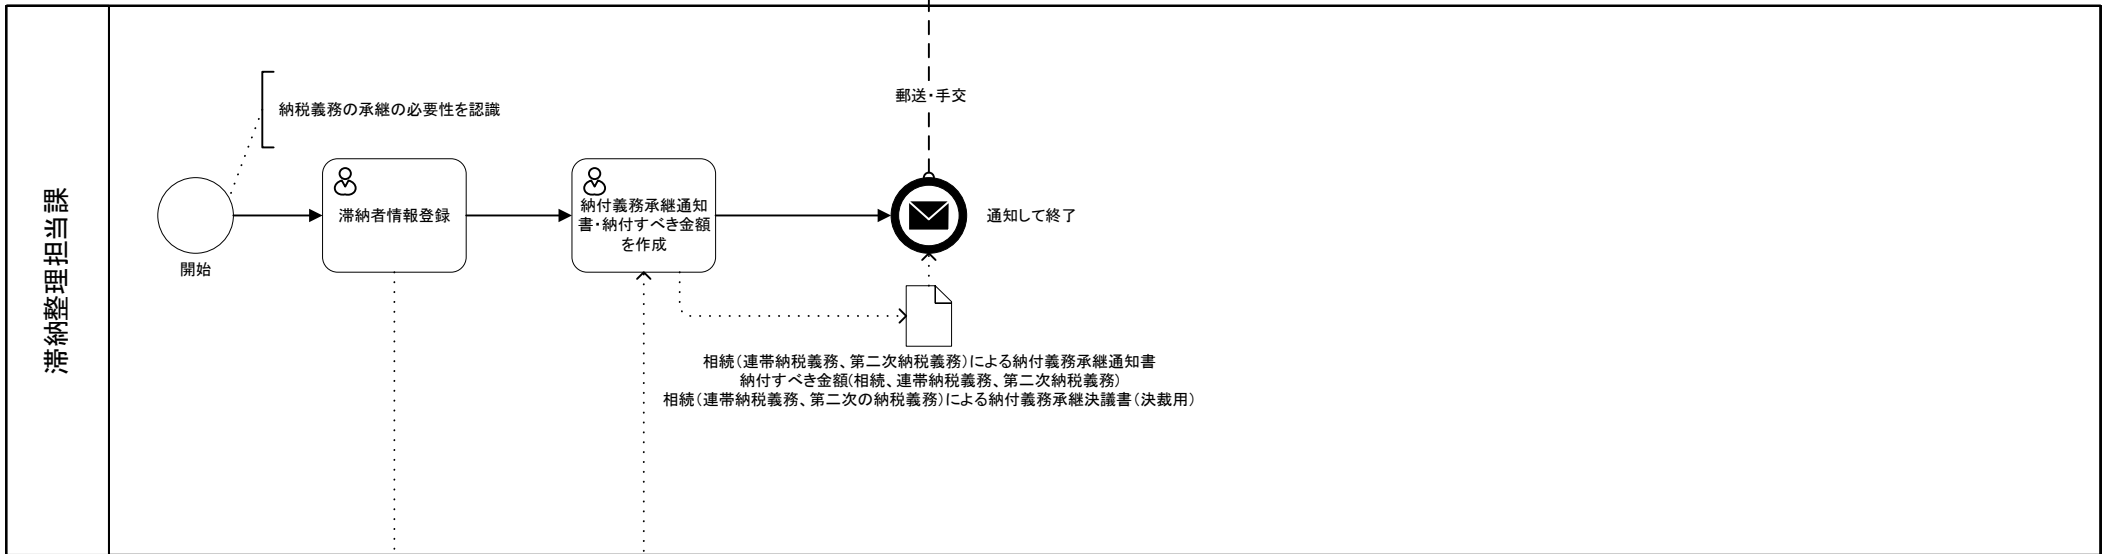 滞納整理担当課
納税義務の承継の必要性を認識
開始
滞納者情報登録
納付義務承継通知
書・納付すべき金額
を作成
郵送・手交
通知して終了
相続(連帯納税義務、第二次納税義務)による納付義務承継通知書
納付すべき金額(相続、連帯納税義務、第二次納税義務)
相続(連帯納税義務、第二次の納税義務)による納付義務承継決議書(決裁用)